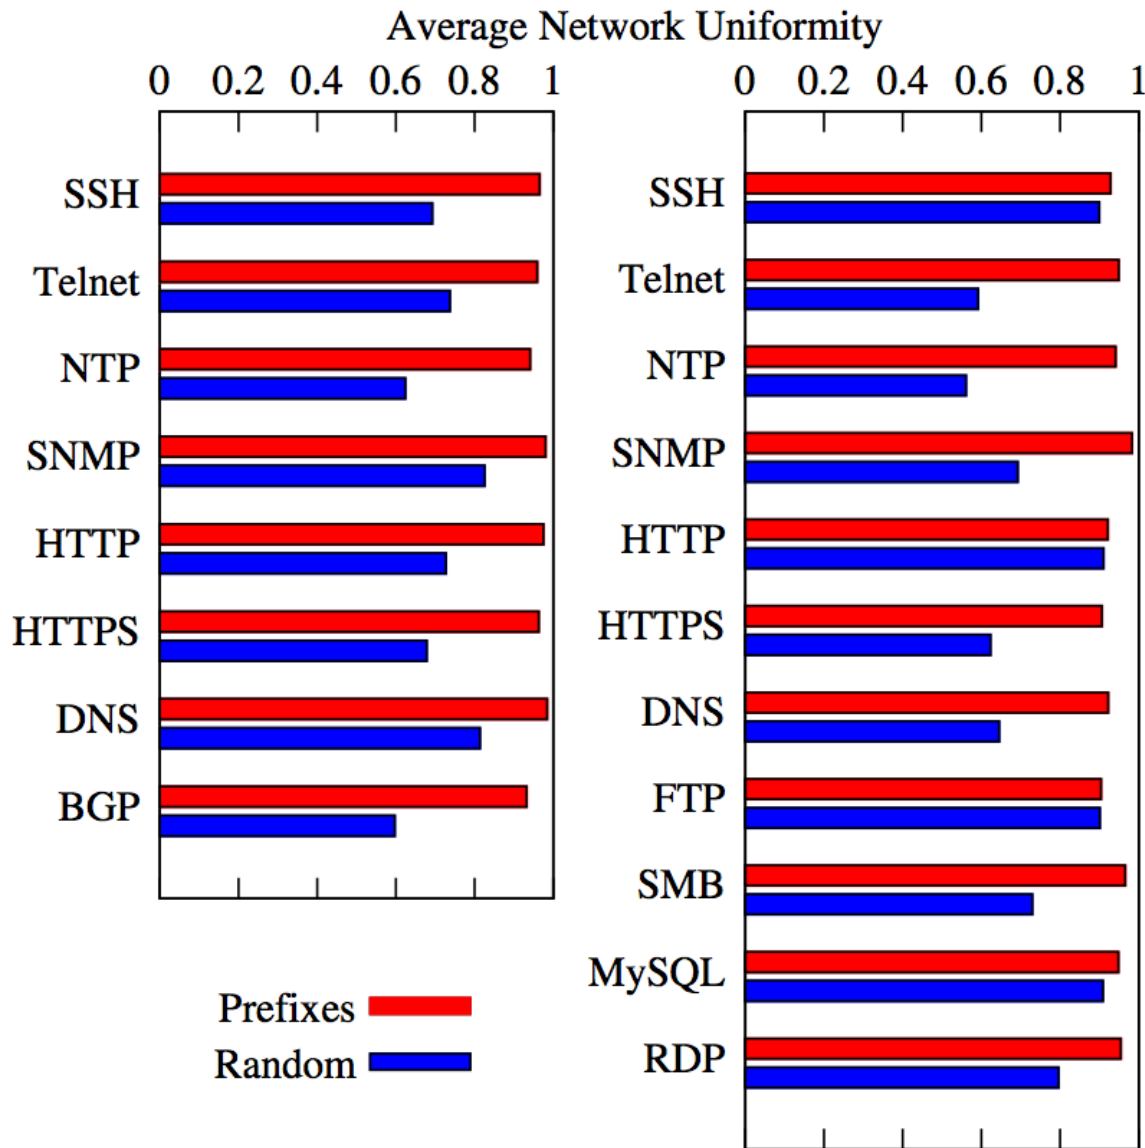 Average Network Uniformity
0 0.2 0.4 0.6 0.8 1
SSH
Telnet
NTP
SNMP
HTTP
HTTPS
DNS
BGP
Prefixes
Random
0 0.2 0.4 0.6 0.8 1
SSH
Telnet
NTP
SNMP
HTTP
HTTPS
DNS
FTP
SMB
MySQL
RDP